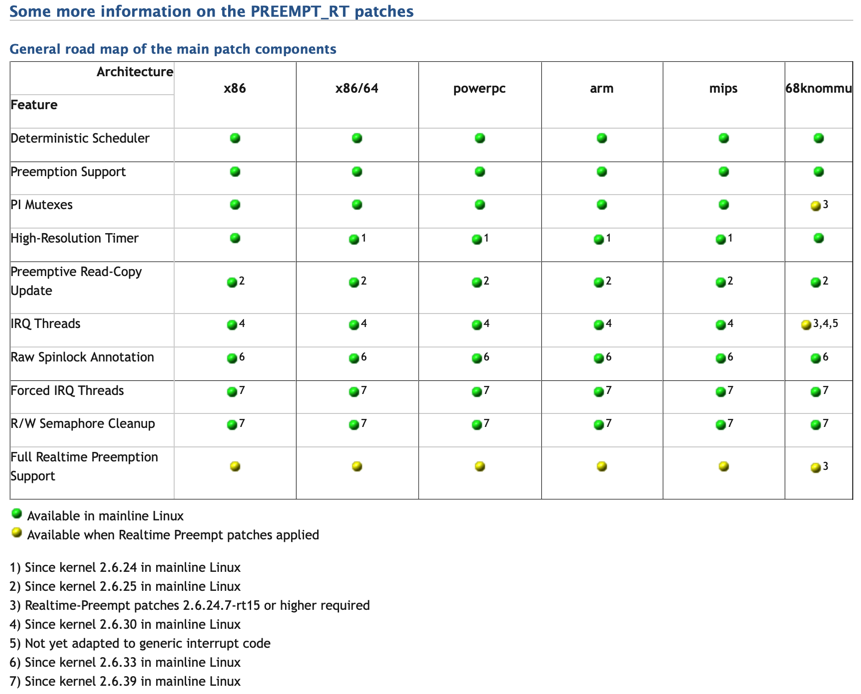 Some more information on the PREEMPT_RT patches
General road map of the main patch components
Architecture
Feature
x86
x86/64
powerpc
arm
mips
68knommu
Deterministic Scheduler
Preemption Support
PI Mutexes 3
High-Resolution Timer 1 1 1 1
Preemptive Read-Copy
Update
2 2 2 2 2 2
IRQ Threads 4 4 4 4 4 3,4,5
Raw Spinlock Annotation 6 6 6 6 6 6
Forced IRQ Threads 7 7 7 7 7 7
R/W Semaphore Cleanup 7 7 7 7 7 7
Full Realtime Preemption
Support
3
Available in mainline Linux
Available when Realtime Preempt patches applied
1) Since kernel 2.6.24 in mainline Linux
2) Since kernel 2.6.25 in mainline Linux
3) Realtime-Preempt patches 2.6.24.7-rt15 or higher required
4) Since kernel 2.6.30 in mainline Linux
5) Not yet adapted to generic interrupt code
6) Since kernel 2.6.33 in mainline Linux
7) Since kernel 2.6.39 in mainline Linux